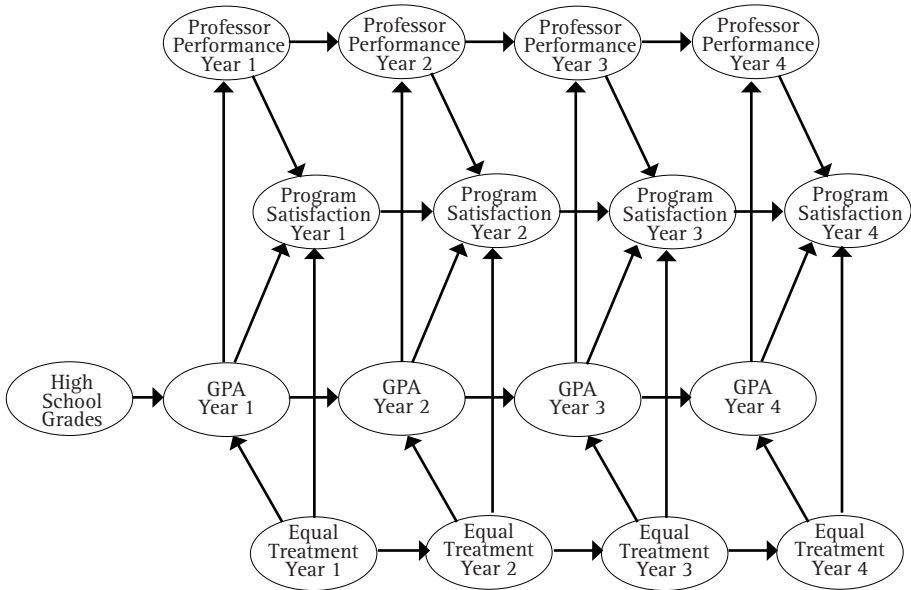 Professor
Performance
Year 1
Professor
Performance
Year 2
Professor
Performance
Year 3
Professor
Performance
Year 4
Program
Satisfaction
Year 1
Program
Satisfaction
Year 2
Program
Satisfaction
Year 3
Program
Satisfaction
Year 4
High
School
Grades
GPA
Year 1
GPA
Year 2
GPA
Year 3
GPA
Year 4
Equal
Treatment
Year 1
Equal
Treatment
Year 2
Equal
Treatment
Year 3
Equal
Treatment
Year 4